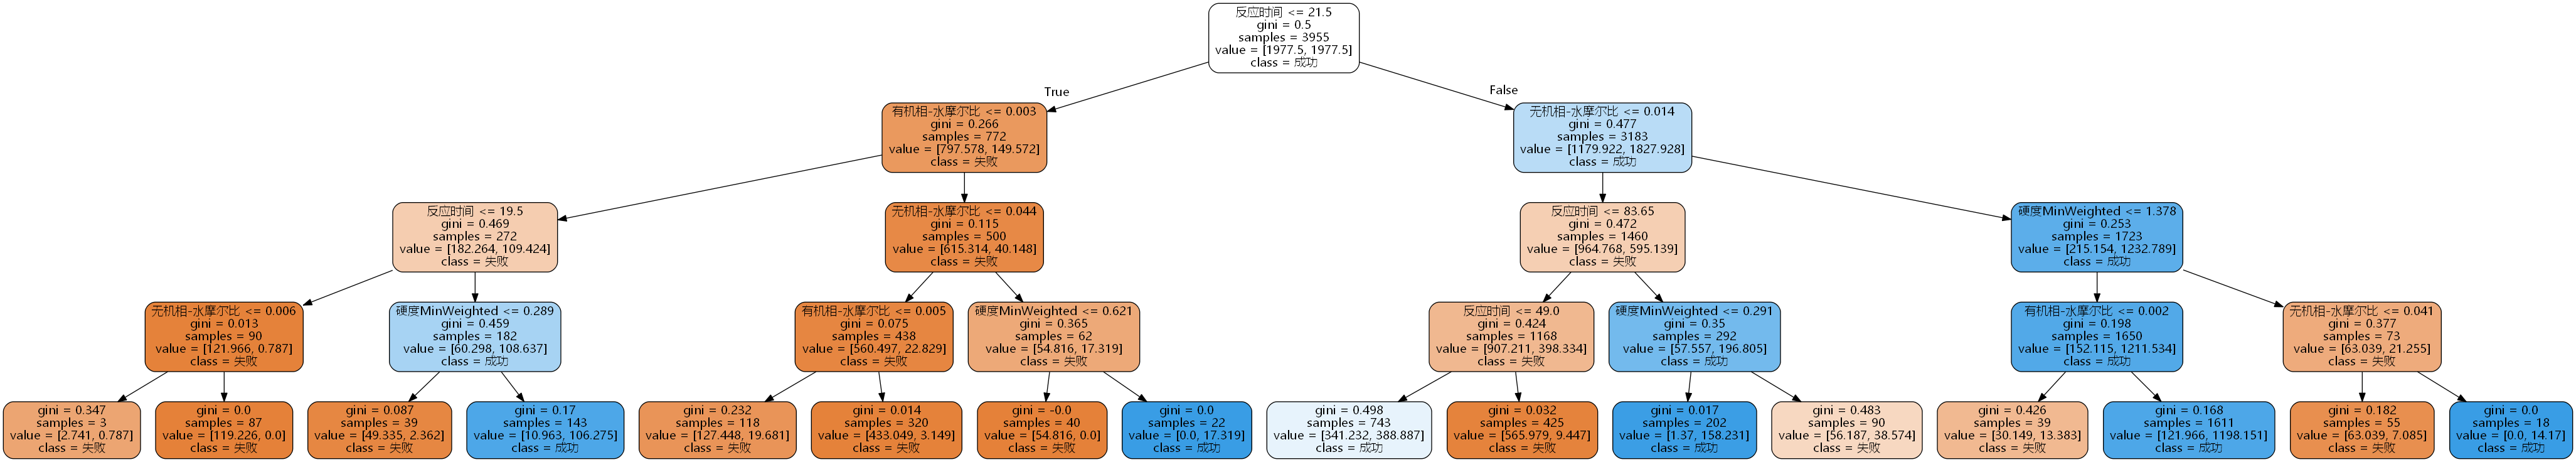 反应时间 <= 21.5
gini = 0.5
samples = 3955
value = [1977.5, 1977.5]
class = 成功
True
False
有机相-水摩尔比 <= 0.003
gini = 0.266
samples = 772
value = [797.578, 149.572]
class = 失败
无机相-水摩尔比 <= 0.014
gini = 0.477
samples = 3183
value = [1179.922, 1827.928]
class = 成功
反应时间 <= 19.5
gini = 0.469
samples = 272
value = [182.264, 109.424]
class = 失败
无机相-水摩尔比 <= 0.044
gini = 0.115
samples = 500
value = [615.314, 40.148]
class = 失败
反应时间 <= 83.65
gini = 0.472
samples = 1460
value = [964.768, 595.139]
class = 失败
硬度MinWeighted <= 1.378
gini = 0.253
samples = 1723
value = [215.154, 1232.789]
class = 成功
无机相-水摩尔比 <= 0.006
gini = 0.013
samples = 90
value = [121.966, 0.787]
class = 失败
硬度MinWeighted <= 0.289
gini = 0.459
samples = 182
value = [60.298, 108.637]
class = 成功
有机相-水摩尔比 <= 0.005
gini = 0.075
samples = 438
value = [560.497, 22.829]
class = 失败
硬度MinWeighted <= 0.621
gini = 0.365
samples = 62
value = [54.816, 17.319]
class = 失败
反应时间 <= 49.0
gini = 0.424
samples = 1168
value = [907.211, 398.334]
class = 失败
硬度MinWeighted <= 0.291
gini = 0.35
samples = 292
value = [57.557, 196.805]
class = 成功
有机相-水摩尔比 <= 0.002
gini = 0.198
samples = 1650
value = [152.115, 1211.534]
class = 成功
无机相-水摩尔比 <= 0.041
gini = 0.377
samples = 73
value = [63.039, 21.255]
class = 失败
gini = 0.347
samples = 3
value = [2.741, 0.787]
class = 失败
gini = 0.0
samples = 87
value = [119.226, 0.0]
class = 失败
gini = 0.087
samples = 39
value = [49.335, 2.362]
class = 失败
gini = 0.17
samples = 143
value = [10.963, 106.275]
class = 成功
gini = 0.232
samples = 118
value = [127.448, 19.681]
class = 失败
gini = 0.014
samples = 320
value = [433.049, 3.149]
class = 失败
gini = -0.0
samples = 40
value = [54.816, 0.0]
class = 失败
gini = 0.0
samples = 22
value = [0.0, 17.319]
class = 成功
gini = 0.498
samples = 743
value = [341.232, 388.887]
class = 成功
gini = 0.032
samples = 425
value = [565.979, 9.447]
class = 失败
gini = 0.017
samples = 202
value = [1.37, 158.231]
class = 成功
gini = 0.483
samples = 90
value = [56.187, 38.574]
class = 失败
gini = 0.426
samples = 39
value = [30.149, 13.383]
class = 失败
gini = 0.168
samples = 1611
value = [121.966, 1198.151]
class = 成功
gini = 0.182
samples = 55
value = [63.039, 7.085]
class = 失败
gini = 0.0
samples = 18
value = [0.0, 14.17]
class = 成功